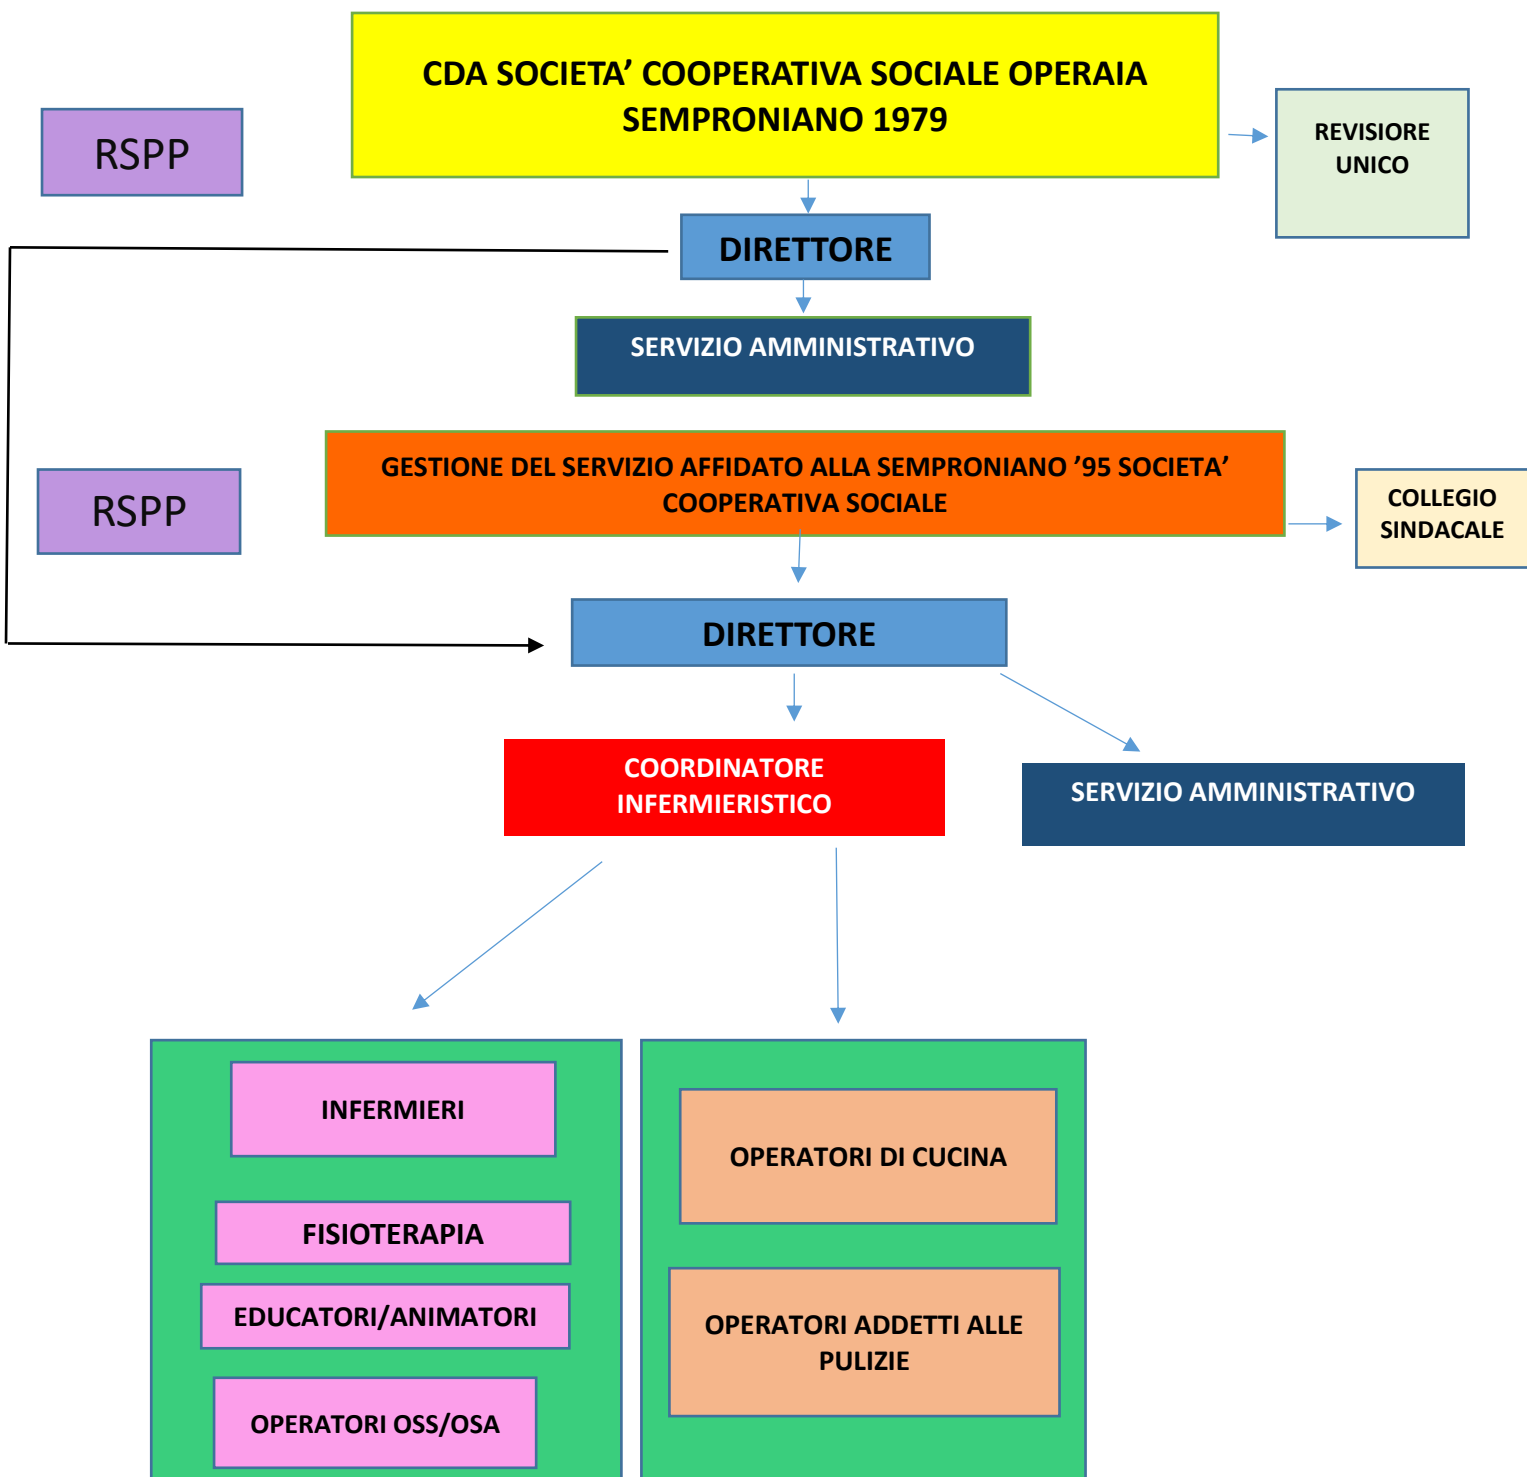 CDA SOCIETA’ COOPERATIVA SOCIALE OPERAIA
SEMPRONIANO 1979
RSPP
REVISIORE
UNICO
DIRETTORE
SERVIZIO AMMINISTRATIVO
GESTIONE DEL SERVIZIO AFFIDATO ALLA SEMPRONIANO ’95 SOCIETA’
COOPERATIVA SOCIALE
RSPP
COLLEGIO
SINDACALE
DIRETTORE
COORDINATORE
INFERMIERISTICO
SERVIZIO AMMINISTRATIVO
INFERMIERI
FISIOTERAPIA
EDUCATORI/ANIMATORI
OPERATORI OSS/OSA
OPERATORI DI CUCINA
OPERATORI ADDETTI ALLE
PULIZIE